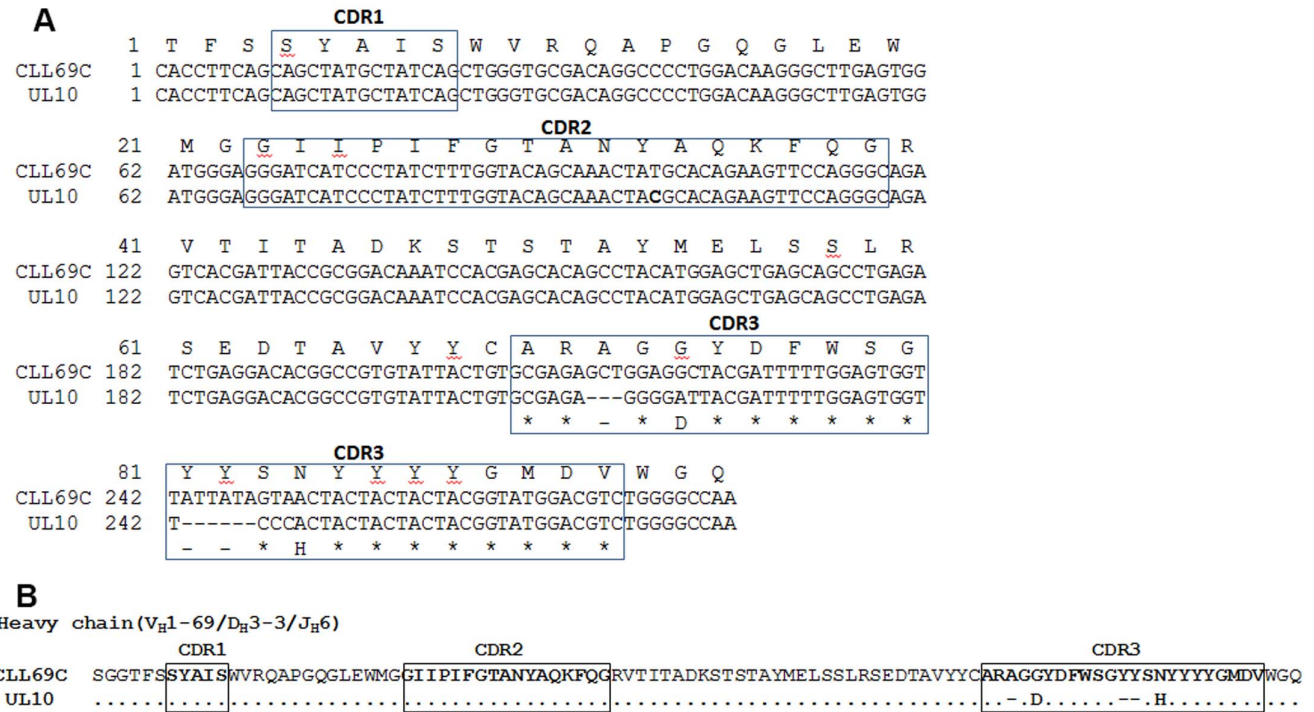 A
CDR1
1 T F S S Y A I S W V R Q A P G Q G L E W
CLL69C 1 CACCTTCAGCAGCTATGCTATCAGCTGGGTGCGACAGGCCCCTGGACAAGGGCTTGAGTGG
UL10 1 CACCTTCAGCAGCTATGCTATCAGCTGGGTGCGACAGGCCCCTGGACAAGGGCTTGAGTGG
CDR2
21 M G G I I P I F G T A N Y A Q K F Q G R
CLL69C 62 ATGGGAGGGATCATCCCTATCTTTGGTACAGCAAACTATGCACAGAAGTTCCAGGGCAGA
UL10 62 ATGGGAGGGATCATCCCTATCTTTGGTACAGCAAACTACGCACAGAAGTTCCAGGGCAGA
41 V T I T A D K S T S T A Y M E L S S L R
CLL69C 122 GTCACGATTACCGCGGACAAATCCACGAGCACAGCCTACATGGAGCTGAGCAGCCTGAGA
UL10 122 GTCACGATTACCGCGGACAAATCCACGAGCACAGCCTACATGGAGCTGAGCAGCCTGAGA
CDR3
61 S E D T A V Y Y C A R A G G Y D F W S G
CLL69C 182 TCTGAGGACACGGCCGTGTATTACTGTGCGAGAGCTGGAGGCTACGATTTTTGGAGTGGT
UL10 182 TCTGAGGACACGGCCGTGTATTACTGTGCGAGA---GGGGATTACGATTTTTGGAGTGGT
* * - * D * * * * * *
CDR3
81 Y Y S N Y Y Y Y G M D V W G Q
CLL69C 242 TATTATAGTAACTACTACTACTACGGTATGGACGTCTGGGGCCAA
UL10 242 T------CCCACTACTACTACTACGGTATGGACGTCTGGGGCCAA
- - * H * * * * * * * *
B
Heavy chain(VH1-69/DH3-3/JH6)
CDR1 CDR2 CDR3
CLL69C SGGTFSSYAISWVRQAPGQGLEWMGGIIPIFGTANYAQKFQGRVTITADKSTSTAYMELSSLRSEDTAVYYCARAGGYDFWSGYYSNYYYYGMDVWGQ
UL10 ..........................................................................-.D.......--.H...........